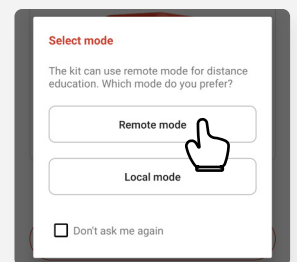 Select mode
The kit can use remote mode for distance
education. Which mode do you prefer?
Remote mode
Local mode
Don't ask me again